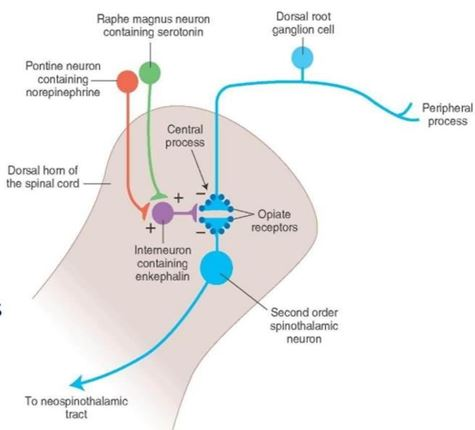 Raphe magnus neuron
containing serotonin
Dorsal root
ganglion cell
Pontine neuron
containing
norepinephrine
Peripheral
process
Central
process
Dorsal horn of
the spinal cord
+
−
+
−
Opiate
receptors
Interneuron
containing
enkephalin
Second order
spinothalamic
neuron
To neospinothalamic
tract
s